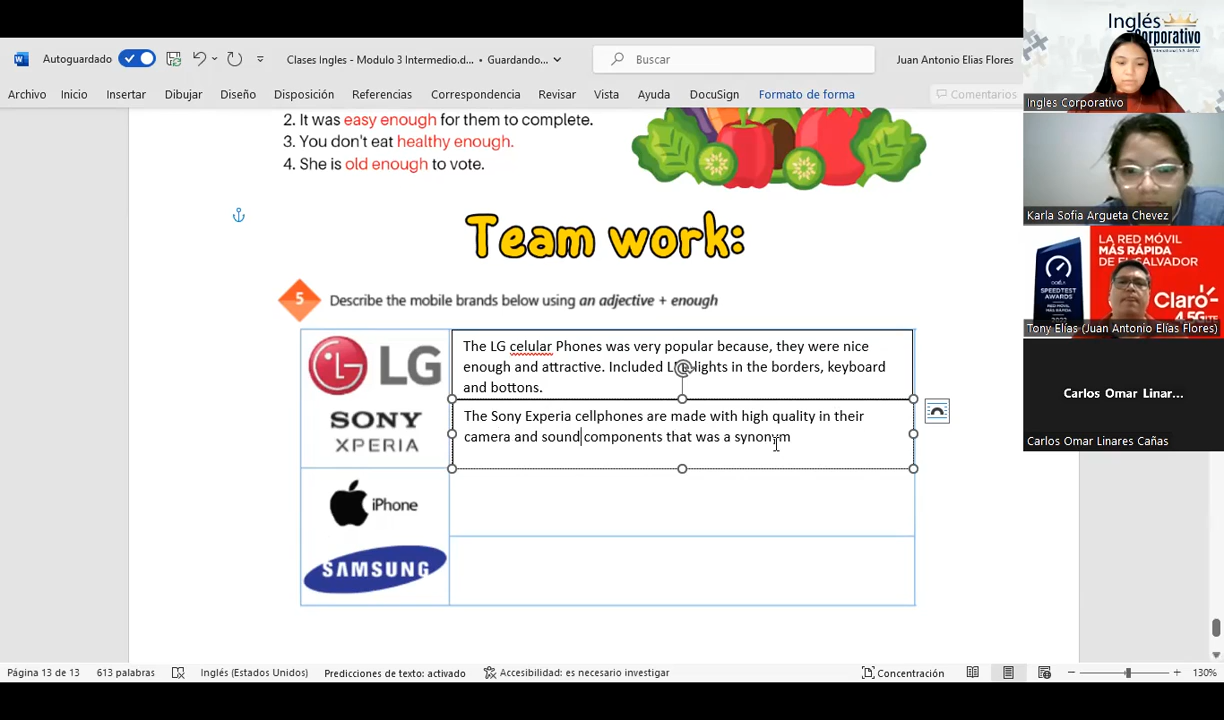 Autoguardado
Clases Ingles - Modulo 3 Intermedio.d... • Guardando...
Buscar
Juan Antonio Elias Flores
Archivo Inicio Insertar Dibujar Diseño Disposición Referencias Correspondencia Revisar Vista Ayuda DocuSign Formato de forma Comentarios
2. It was easy enough for them to complete.
3. You don't eat healthy enough.
4. She is old enough to vote.
Team work:
5 Describe the mobile brands below using an adjective + enough
LG
The LG celular Phones was very popular because, they were nice
enough and attractive. Included lights in the borders, keyboard
and bottons.
SONY
XPERIA
The Sony Experia cellphones are made with high quality in their
camera and sound components that was a synonym
iPhone
SAMSUNG
Página 13 de 13 613 palabras Inglés (Estados Unidos) Predicciones de texto: activado Accesibilidad: es necesario investigar Concentración 130%
Inglés
Corporativo
Ingles Corporativo
Karla Sofia Argueta Chevez
LA RED MÓVIL
MÁS RÁPIDA
DE EL SALVADOR
SPEEDTEST
AWARDS
Claro
4.5G LITE
Tony Elías (Juan Antonio Elías Flores)
Carlos Omar Linar...
Carlos Omar Linares Cañas